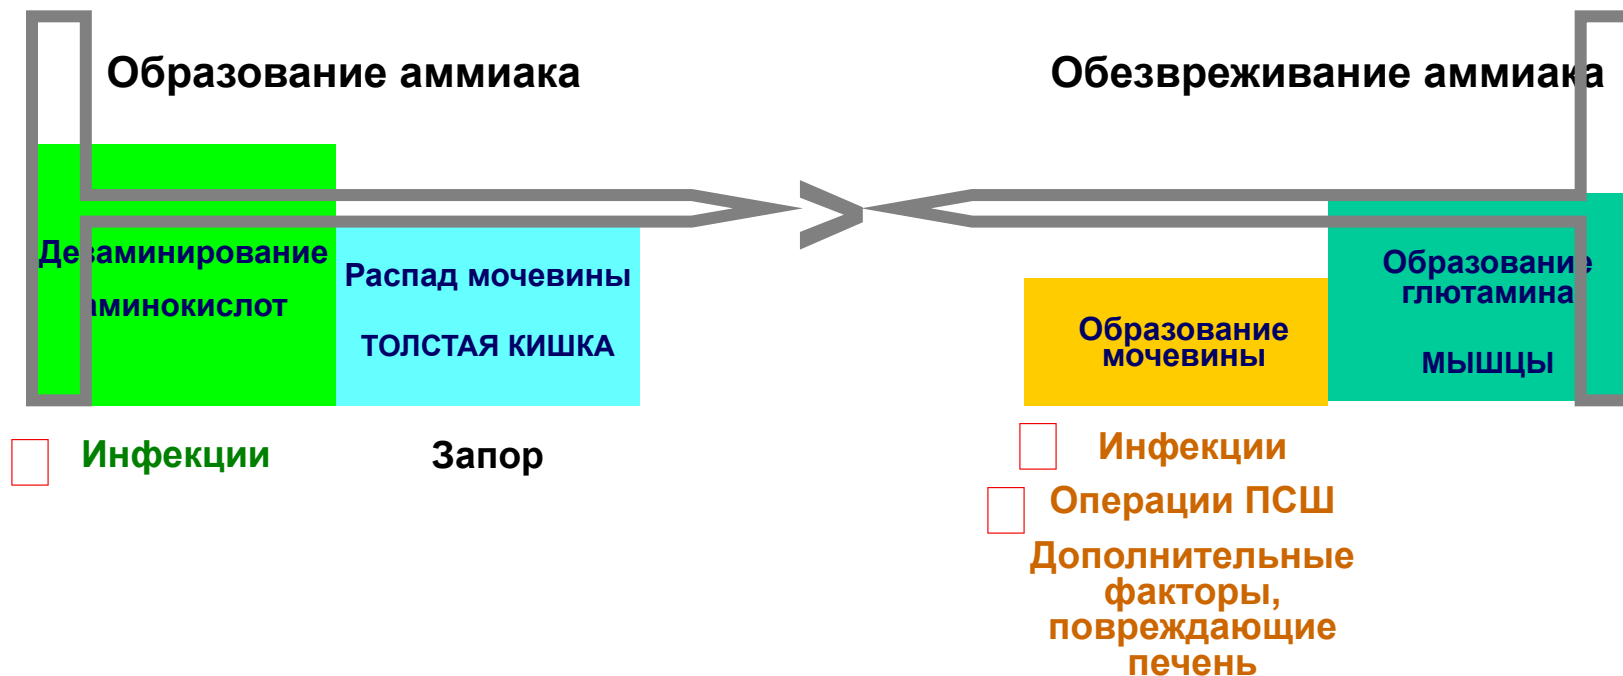 Образование аммиака
Обезвреживание аммиака
>
Дезаминирование
аминокислот
Распад мочевины
ТОЛСТАЯ КИШКА
Образование
мочевины
Образование
глютамина
МЫШЦЫ
Инфекции
Запор
Инфекции
Операции ПСШ
Дополнительные
факторы,
повреждающие
печень